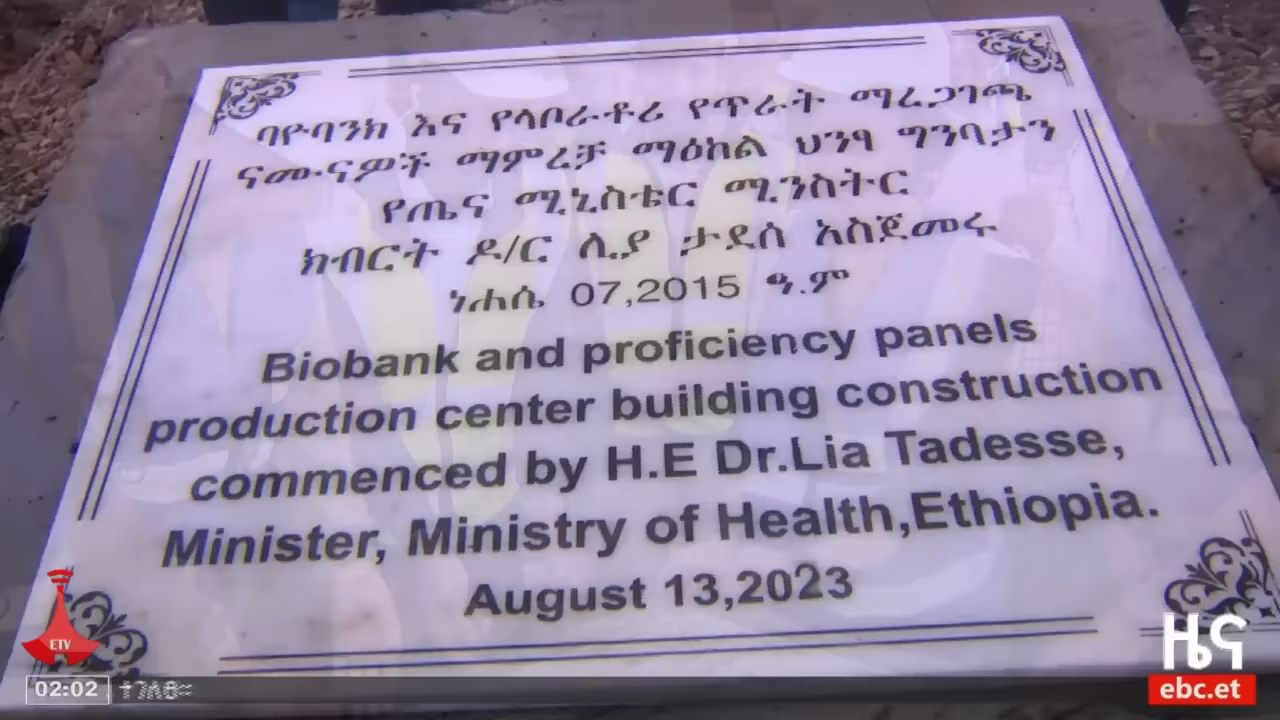 ባዮባንክ እና የላቦራቶሪ የጥራት ማረጋገጫ
ናሙናዎች ማምረቻ ማዕከል ህንፃ ግንባታን
የጤና ሚኒስቴር ሚንስትር
ክብርት ዶ/ር ሊያ ታደሰ አስጀመሩ
ነሐሴ 07,2015 ዓ.ም
Biobank and proficiency panels
production center building construction
commenced by H.E Dr.Lia Tadesse,
Minister, Ministry of Health,Ethiopia.
August 13,2023
ETV
ዜና
02:02
ebc.et